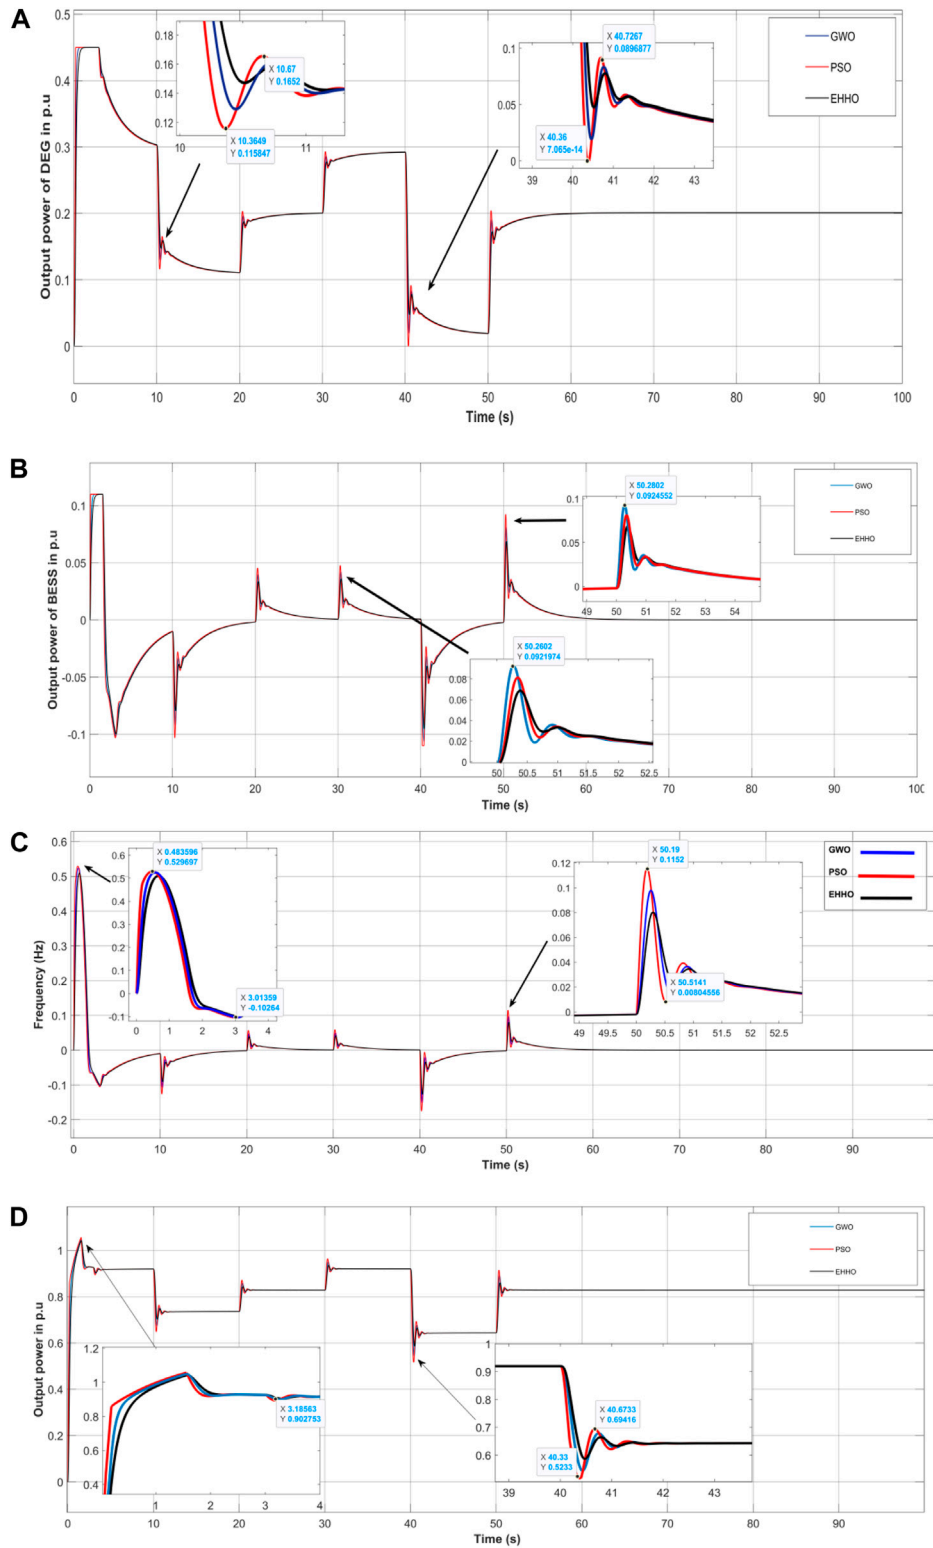 A
Output power of DEG in p.u
0.5
0.4
0.3
0.2
0.1
0
0 10 20 30 40 50 60 70 80 90 100
Time (s)
GWO
PSO
EHHO
0.18
0.16
0.14
0.12
10 11
X 10.67
Y 0.1652
X 10.3649
Y 0.115847
0.1
0.05
0
39 40 41 42 43
X 40.7267
Y 0.0896877
X 40.36
Y 7.065e-14
B
Output power of BESS in p.u
0.1
0.05
0
-0.05
-0.1
0 10 20 30 40 50 60 70 80 90 100
Time (s)
GWO
PSO
EHHO
X 50.2802
Y 0.0924552
0.1
0.05
0
49 50 51 52 53 54
X 50.2602
Y 0.0921974
0.08
0.06
0.04
0.02
0
50 50.5 51 51.5 52 52.5
C
Frequency (Hz)
0.6
0.5
0.4
0.3
0.2
0.1
0
-0.1
-0.2
0 10 20 30 40 50 60 70 80 90
Time (s)
GWO
PSO
EHHO
X 0.483596
Y 0.529697
0.6
0.5
0.4
0.3
0.2
0.1
0
-0.1
0 1 2 3 4
X 3.01359
Y -0.10264
X 50.19
Y 0.1152
0.12
0.1
0.08
0.06
0.04
0.02
0
49 49.5 50 50.5 51 51.5 52 52.5
X 50.5141
Y 0.00804556
D
Output power in p.u
1
0.8
0.6
0.4
0.2
0
0 10 20 30 40 50 60 70 80 90
Time (s)
GWO
PSO
EHHO
1.2
1
0.8
0.6
0.4
1 2 3 4
X 3.18563
Y 0.902753
1
0.9
0.8
0.7
0.6
39 40 41 42 43
X 40.6733
Y 0.69416
X 40.33
Y 0.5233